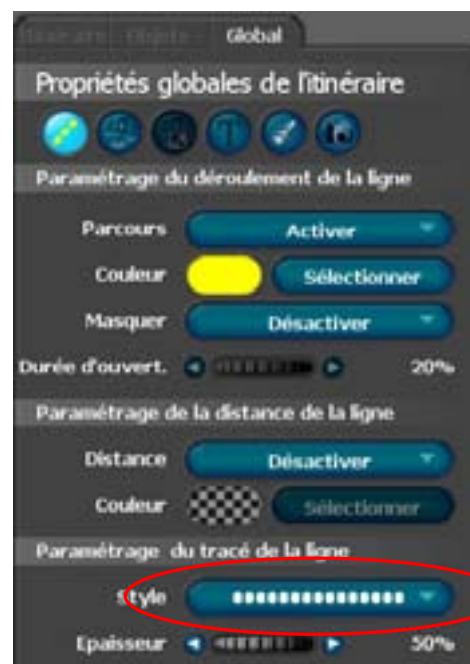 Global
Propriétés globales de l'itinéraire
T
Paramétrage du déroulement de la ligne
Parcours Activer
Couleur Sélectionner
Masquer Désactiver
Durée d'ouvert. 20%
Paramétrage de la distance de la ligne
Distance Désactiver
Couleur Sélectionner
Paramétrage du tracé de la ligne
Style
Epaisseur 50%